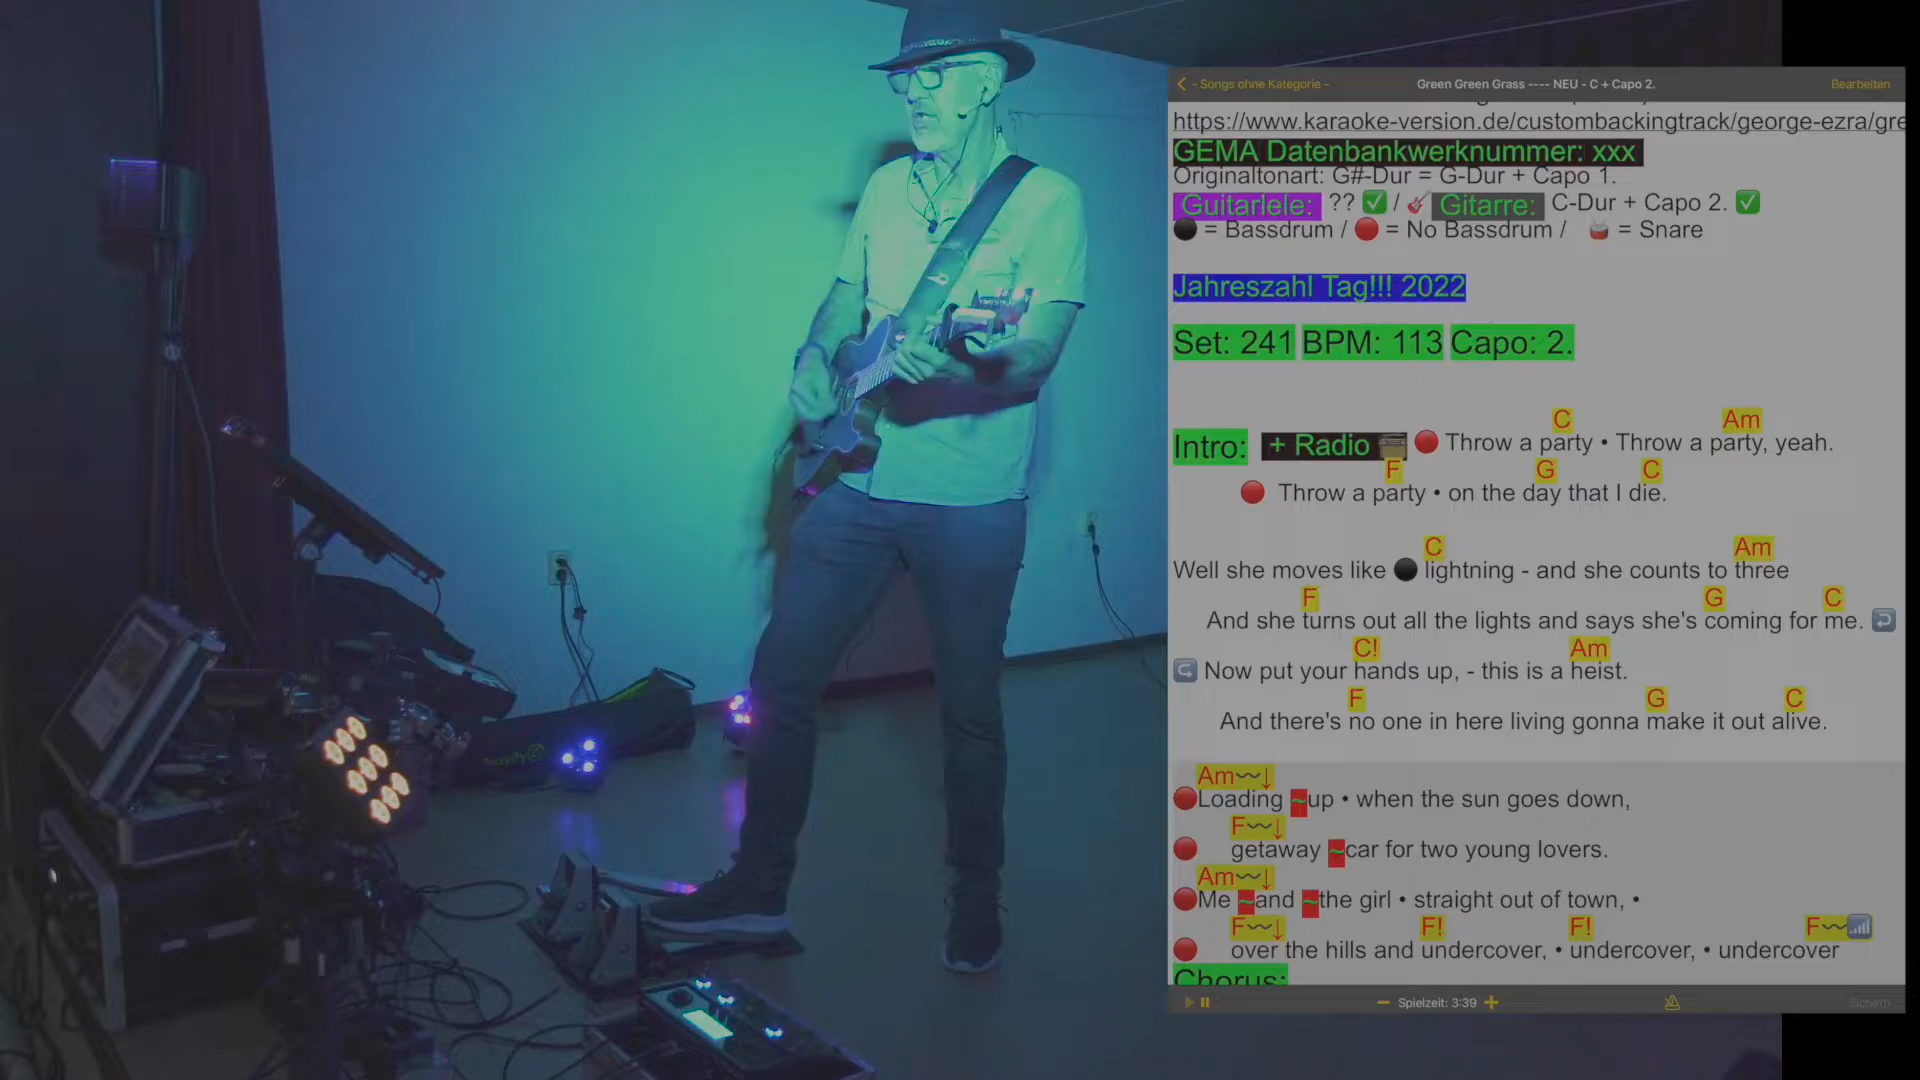 - Songs ohne Kategorie -
Green Green Grass ---- NEU - C + Capo 2.
Bearbeiten
https://www.karaoke-version.de/custombackingtrack/george-ezra/gre
GEMA Datenbankwerknummer: xxx
Originaltonart: G#-Dur = G-Dur + Capo 1.
Guitarlele: ?? ✅ / 🎸 Gitarre: C-Dur + Capo 2. ✅
⚫ = Bassdrum / 🔴 = No Bassdrum / 🥁 = Snare
Jahreszahl Tag!!! 2022
Set: 241 BPM: 113 Capo: 2.
C Am
Intro: + Radio 📻 🔴 Throw a party • Throw a party, yeah.
F G C
🔴 Throw a party • on the day that I die.
C Am
Well she moves like ⚫ lightning - and she counts to three
F G C
And she turns out all the lights and says she's coming for me. ↩️
C! Am
↪️ Now put your hands up, - this is a heist.
F G C
And there's no one in here living gonna make it out alive.
Am〰↓
🔴Loading ~up • when the sun goes down,
F〰↓
🔴 getaway ~car for two young lovers.
Am〰↓
🔴Me ~and ~the girl • straight out of town, •
F〰↓ F! F! F〰📶
🔴 over the hills and undercover, • undercover, • undercover
Chorus:
Spielzeit: 3:39
Sichern